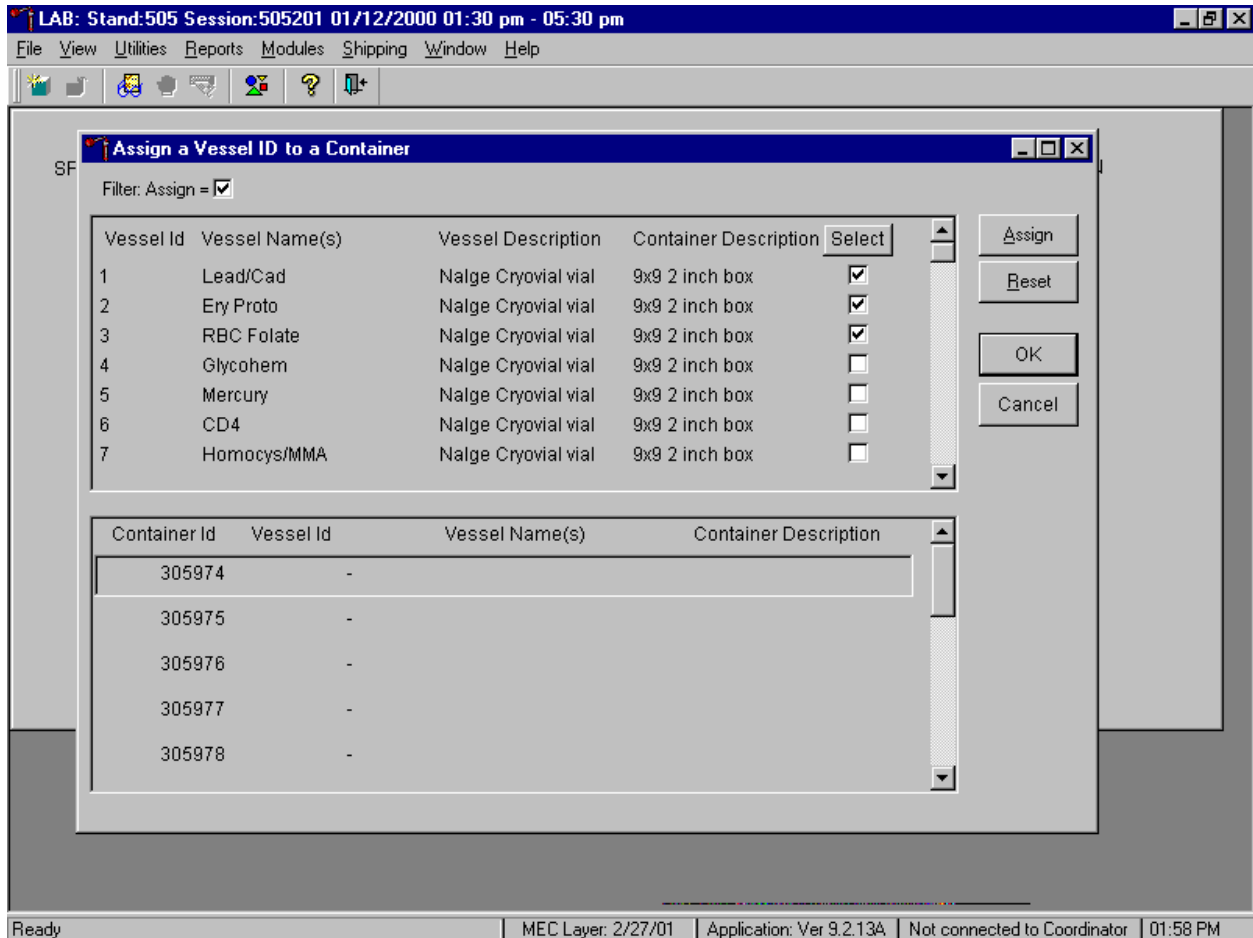 LAB: Stand:505 Session:505201 01/12/2000 01:30 pm - 05:30 pm
File View Utilities Reports Modules Shipping Window Help
Assign a Vessel ID to a Container
SF
Filter: Assign =
Vessel Id Vessel Name(s) Vessel Description Container Description Select
1 Lead/Cad Nalge Cryovial vial 9x9 2 inch box
2 Ery Proto Nalge Cryovial vial 9x9 2 inch box
3 RBC Folate Nalge Cryovial vial 9x9 2 inch box
4 Glycohem Nalge Cryovial vial 9x9 2 inch box
5 Mercury Nalge Cryovial vial 9x9 2 inch box
6 CD4 Nalge Cryovial vial 9x9 2 inch box
7 Homocys/MMA Nalge Cryovial vial 9x9 2 inch box
Assign
Reset
OK
Cancel
Container Id Vessel Id Vessel Name(s) Container Description
305974 -
305975 -
305976 -
305977 -
305978 -
Ready MEC Layer: 2/27/01 Application: Ver 9.2.13A Not connected to Coordinator 01:58 PM